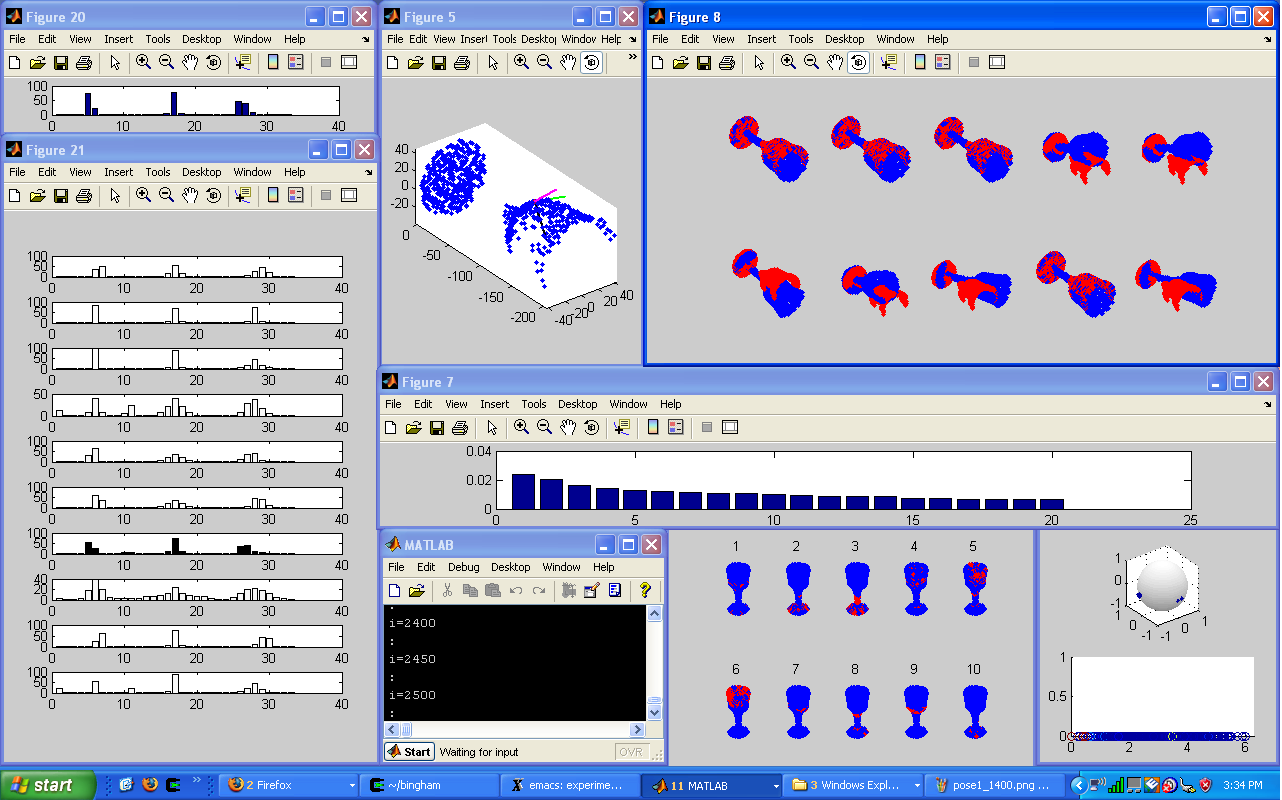 Figure 20
File Edit View Insert Tools Desktop Window Help
100
50
0
0 10 20 30 40
Figure 21
File Edit View Insert Tools Desktop Window Help
100
50
0
0 10 20 30 40
100
50
0
0 10 20 30 40
100
50
0
0 10 20 30 40
50
0
0 10 20 30 40
100
50
0
0 10 20 30 40
100
50
0
0 10 20 30 40
100
50
0
0 10 20 30 40
40
20
0
0 10 20 30 40
100
50
0
0 10 20 30 40
100
50
0
0 10 20 30 40
Figure 5
File Edit View Insert Tools Desktop Window Help
40
20
0
-20
0
-50
-100
-150
-200
-40 -20 0 20 40
Figure 8
File Edit View Insert Tools Desktop Window Help
Figure 7
File Edit View Insert Tools Desktop Window Help
0.04
0.02
0
0 5 10 15 20 25
MATLAB
File Edit Debug Desktop Window Help
:
i=2400
:
i=2450
:
i=2500
:
Start Waiting for input OVR
1 2 3 4 5
6 7 8 9 10
1
0
-1
1 0 -1 -1 0 1
1
0.5
0
0 2 4 6
start
2 Firefox
~/bingham
emacs: experime...
11 MATLAB
3 Windows Expl...
pose1_1400.png ...
3:34 PM